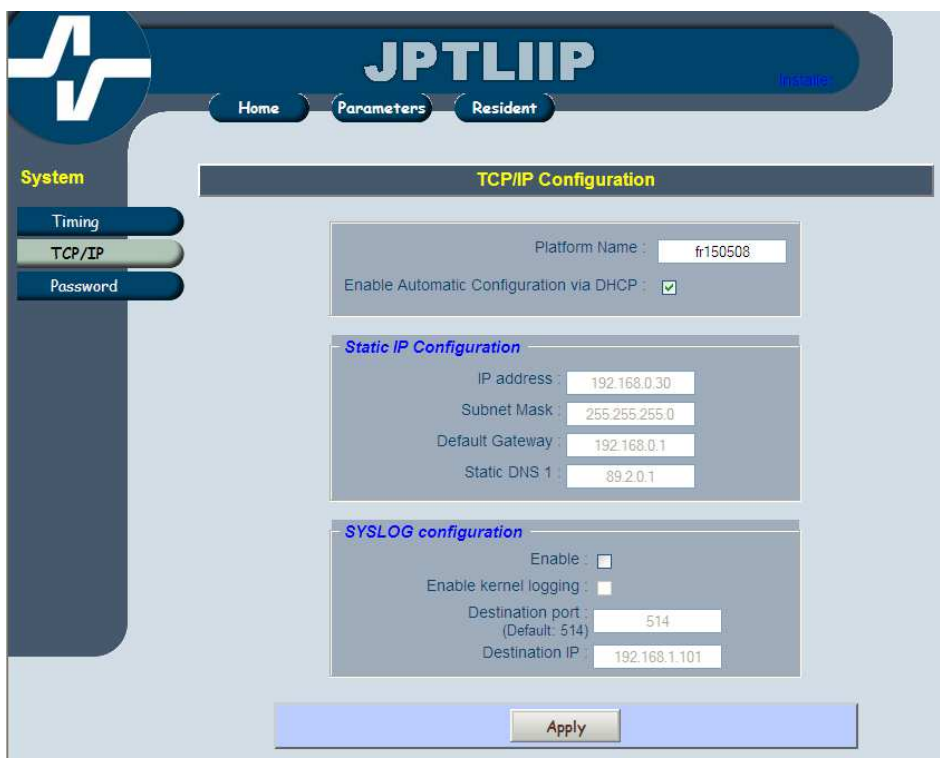 JPTLIIP
Installer
Home Parameters Resident
System
TCP/IP Configuration
Timing
TCP/IP
Password
Platform Name : fr150508
Enable Automatic Configuration via DHCP :
Static IP Configuration
IP address : 192.168.0.30
Subnet Mask : 255.255.255.0
Default Gateway : 192.168.0.1
Static DNS 1 : 89.2.0.1
SYSLOG configuration
Enable :
Enable kernel logging :
Destination port : 514
(Default: 514)
Destination IP : 192.168.1.101
Apply